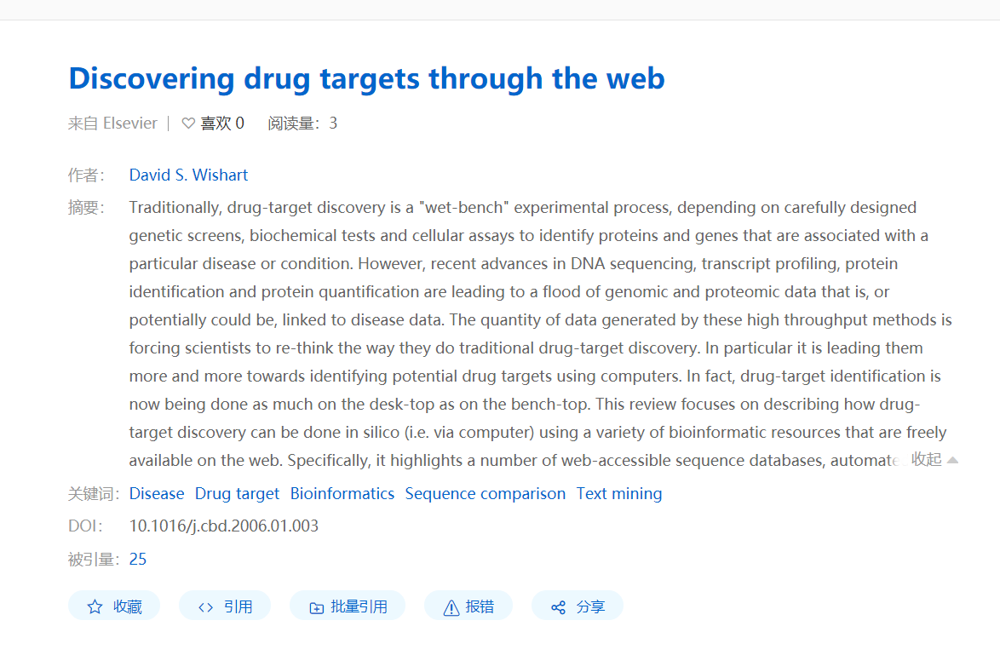 Discovering drug targets through the web
来自 Elsevier | 喜欢 0 阅读量：3
作者： David S. Wishart
摘要： Traditionally, drug-target discovery is a "wet-bench" experimental process, depending on carefully designed
genetic screens, biochemical tests and cellular assays to identify proteins and genes that are associated with a
particular disease or condition. However, recent advances in DNA sequencing, transcript profiling, protein
identification and protein quantification are leading to a flood of genomic and proteomic data that is, or
potentially could be, linked to disease data. The quantity of data generated by these high throughput methods is
forcing scientists to re-think the way they do traditional drug-target discovery. In particular it is leading them
more and more towards identifying potential drug targets using computers. In fact, drug-target identification is
now being done as much on the desk-top as on the bench-top. This review focuses on describing how drug-
target discovery can be done in silico (i.e. via computer) using a variety of bioinformatic resources that are freely
available on the web. Specifically, it highlights a number of web-accessible sequence databases, automate 收起
关键词： Disease Drug target Bioinformatics Sequence comparison Text mining
DOI： 10.1016/j.cbd.2006.01.003
被引量： 25
收藏 引用 批量引用 报错 分享